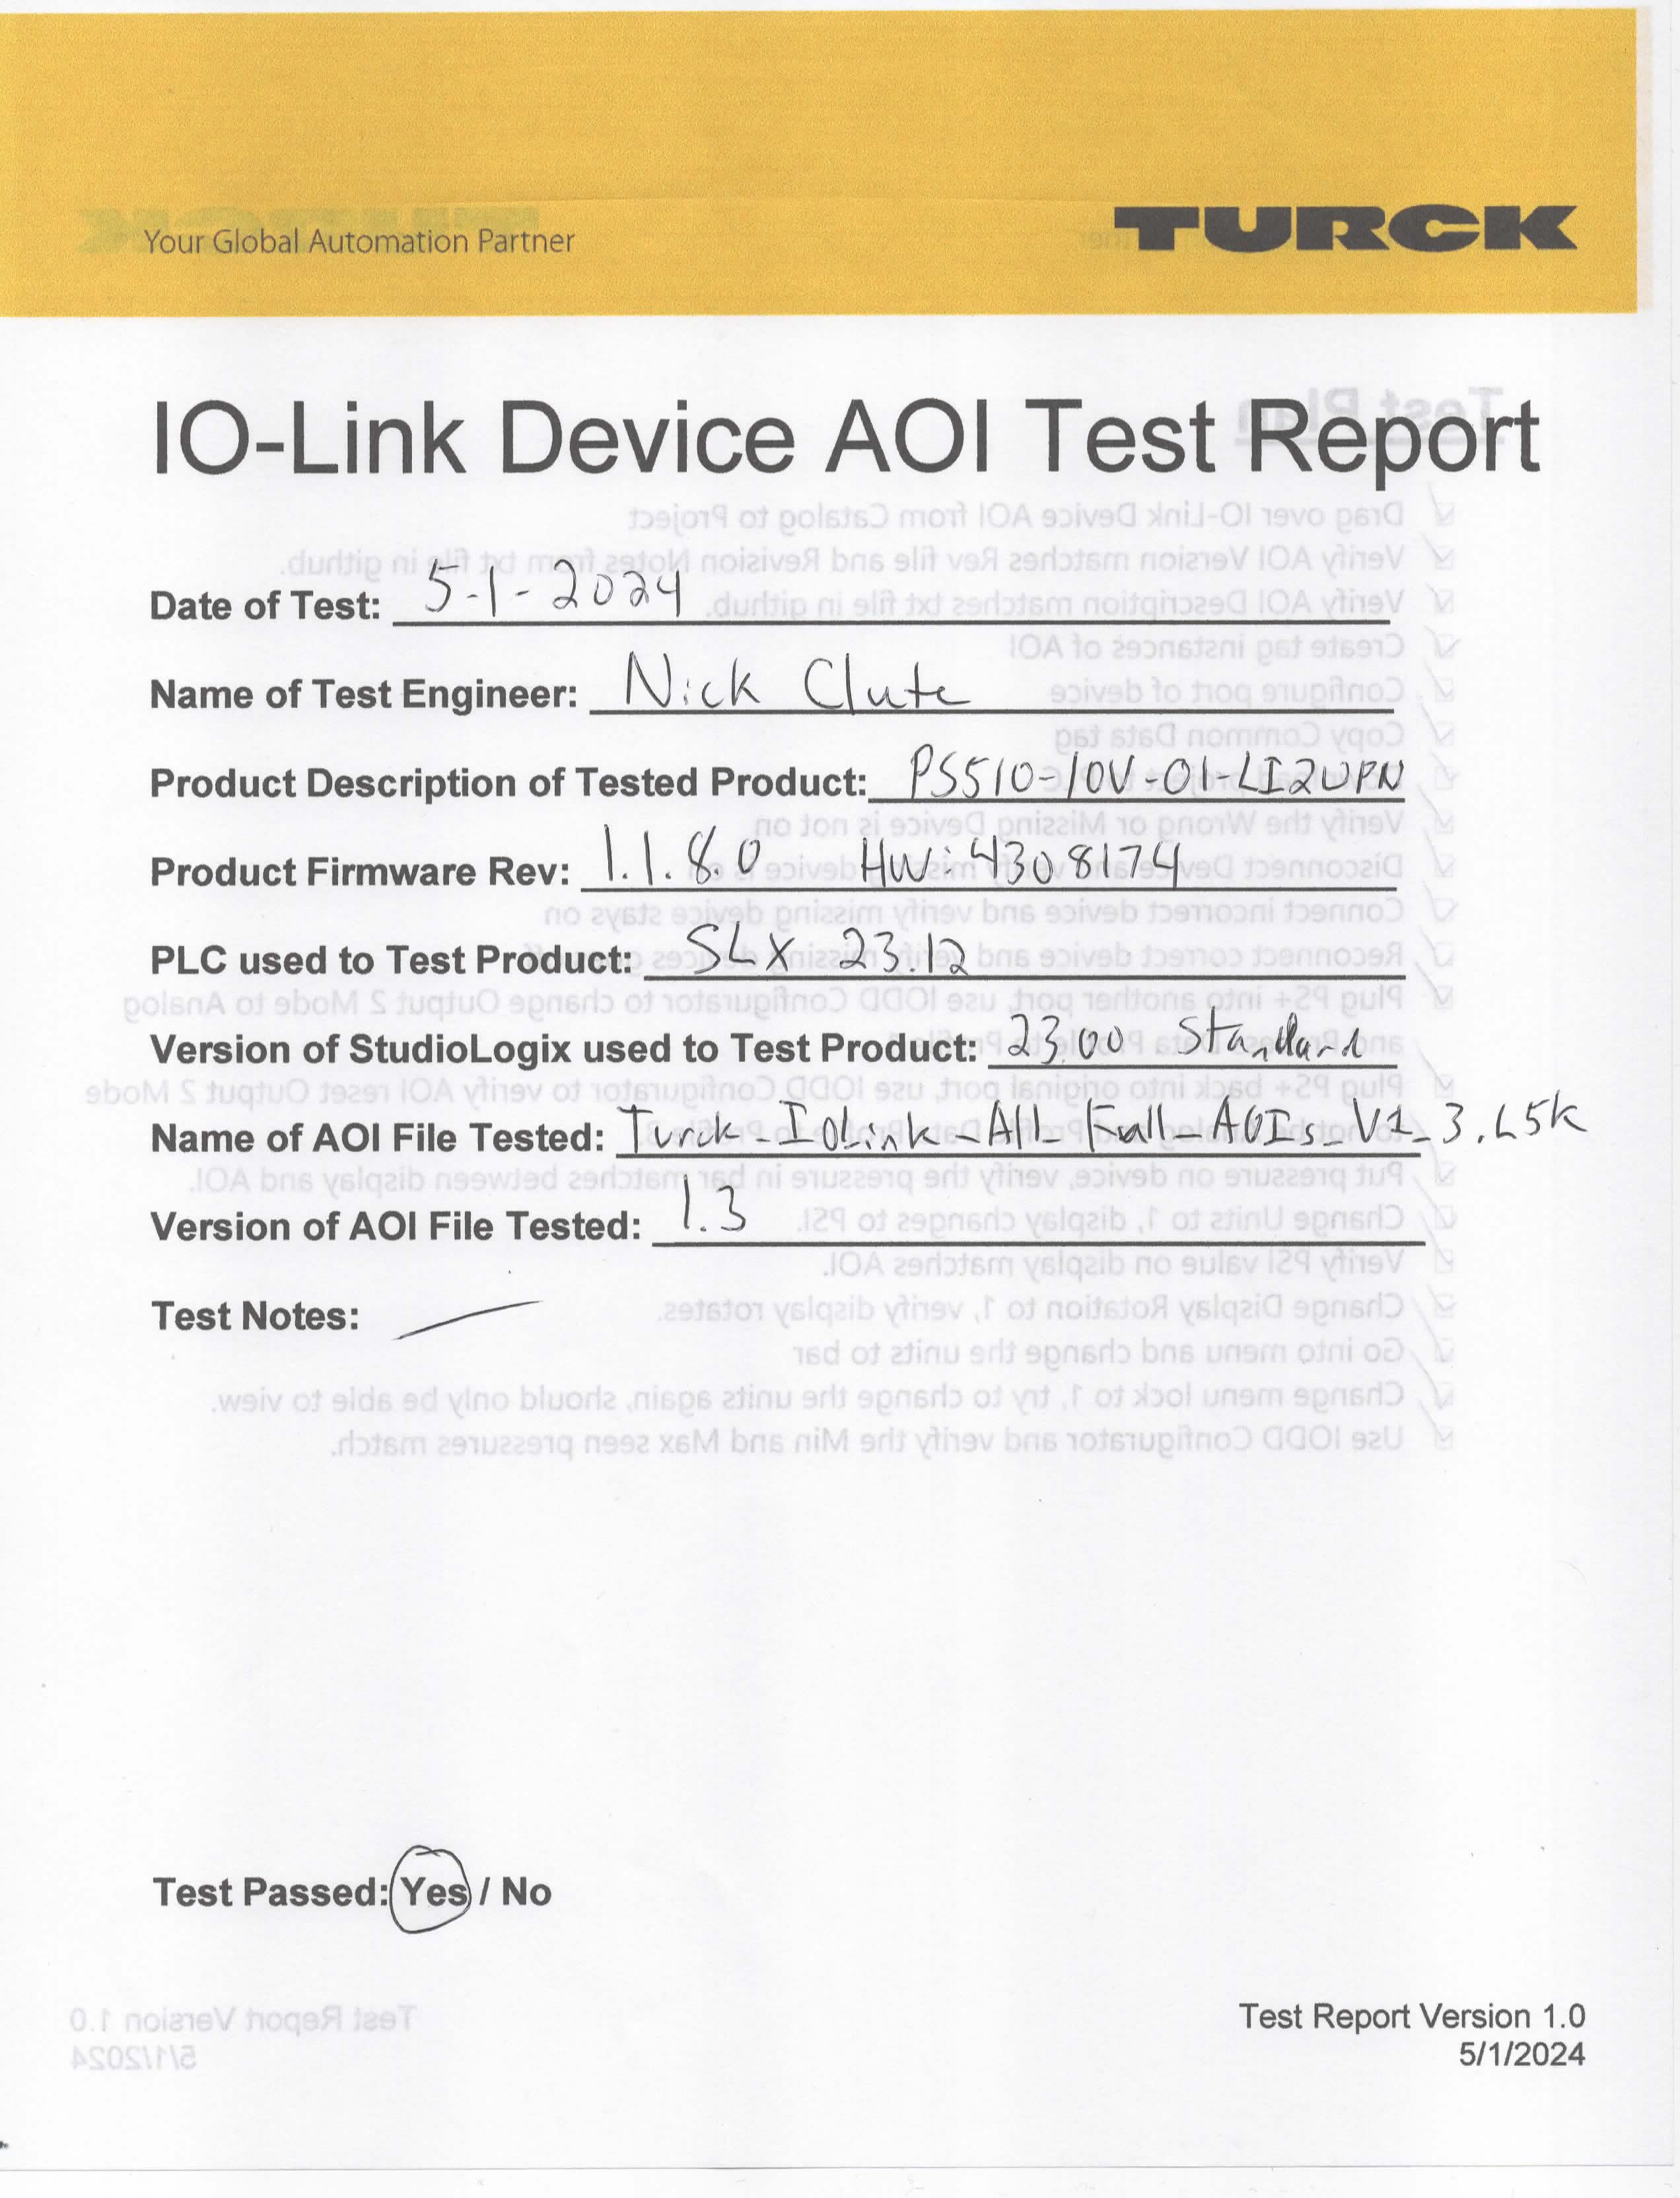 Your Global Automation Partner
TURCK
IO-Link Device AOI Test Report
Date of Test: 5-1-2024
Name of Test Engineer: Nick Clute
Product Description of Tested Product: PS510-10V-01-LI2UPN
Product Firmware Rev: 1.1.8.0 HW: 4308174
PLC used to Test Product: SLX 23.12
Version of StudioLogix used to Test Product: 23.00 Standard
Name of AOI File Tested: Turck_IOLink_All_Full_AOIs_V1_3.L5K
Version of AOI File Tested: 1.3
Test Notes:
Test Passed: Yes / No
Test Report Version 1.0
5/1/2024